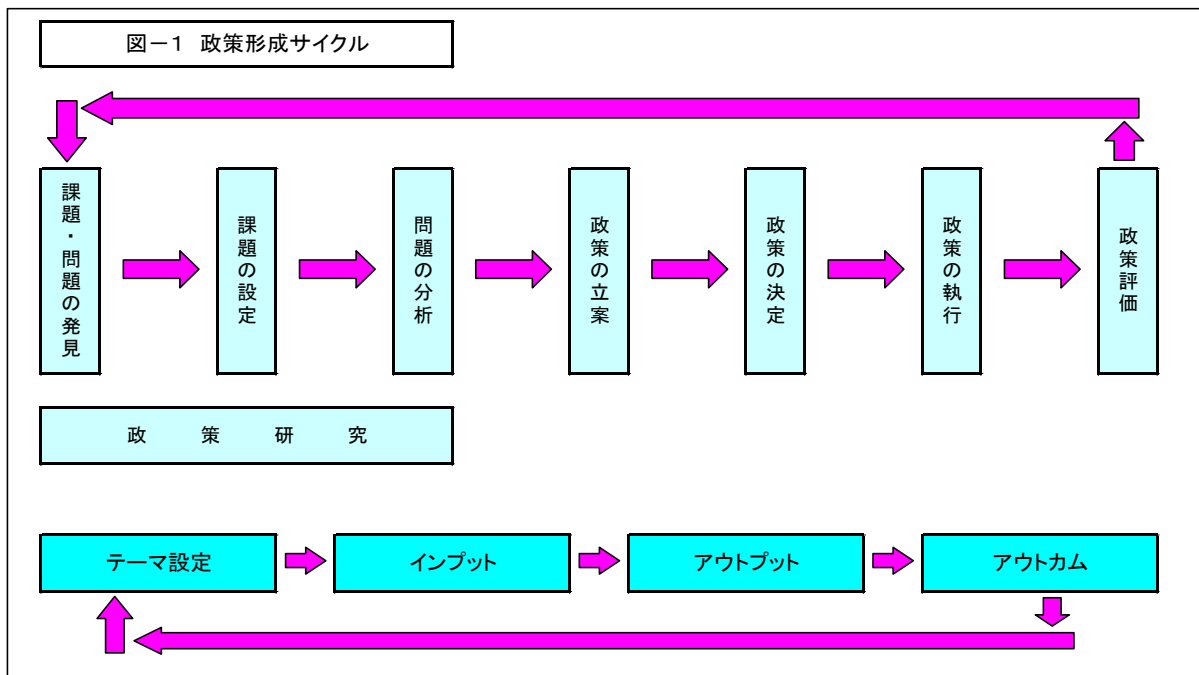 図－1 政策形成サイクル
課題・問題の発見
課題の設定
問題の分析
政策の立案
政策の決定
政策の執行
政策評価
政策研究
テーマ設定
インプット
アウトプット
アウトカム